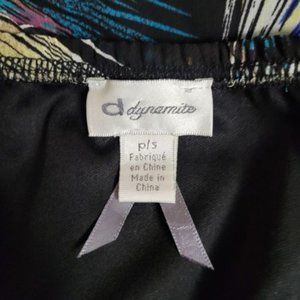 d dynamite
p/s
Fabriqué
en Chine
Made in
China